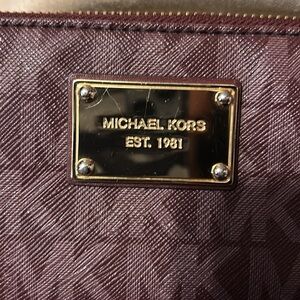 MICHAEL KORS
EST. 1981